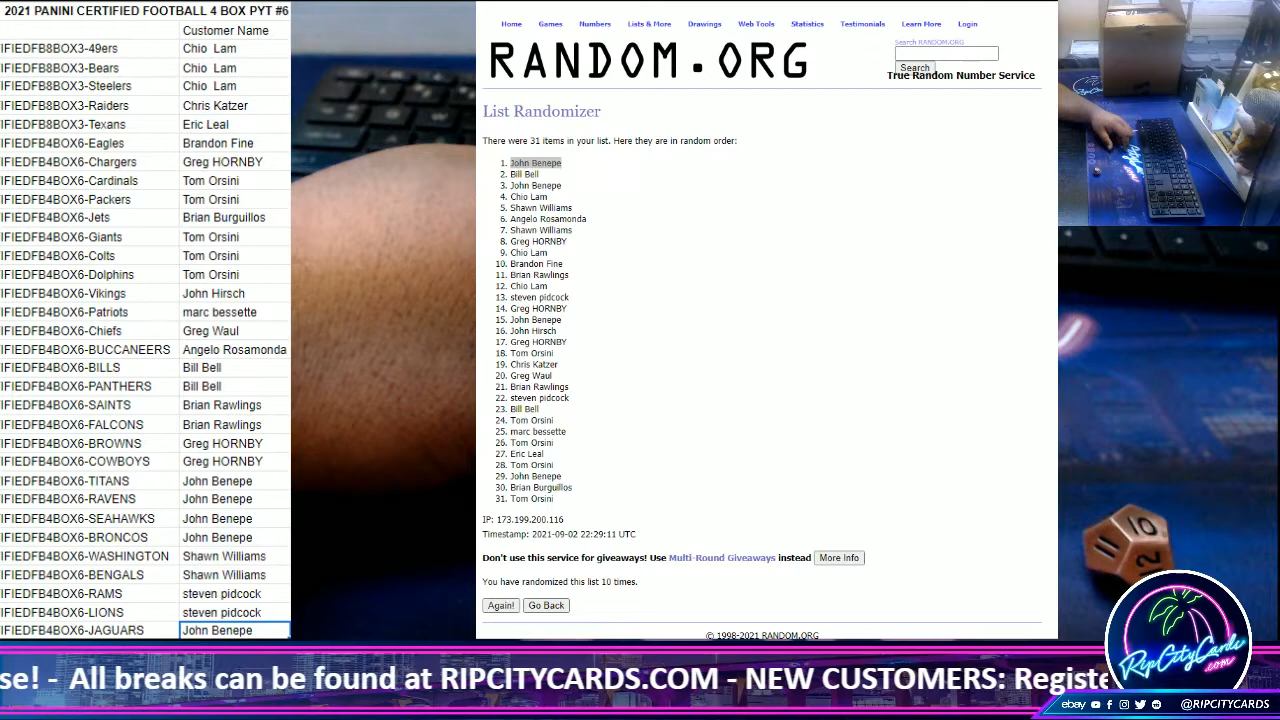 2021 PANINI CERTIFIED FOOTBALL 4 BOX PYT #6
Customer Name
IFIEDFB8BOX3-49ers Chio Lam
IFIEDFB8BOX3-Bears Chio Lam
IFIEDFB8BOX3-Steelers Chio Lam
IFIEDFB8BOX3-Raiders Chris Katzer
IFIEDFB8BOX3-Texans Eric Leal
IFIEDFB4BOX6-Eagles Brandon Fine
IFIEDFB4BOX6-Chargers Greg HORNBY
IFIEDFB4BOX6-Cardinals Tom Orsini
IFIEDFB4BOX6-Packers Tom Orsini
IFIEDFB4BOX6-Jets Brian Burguillos
IFIEDFB4BOX6-Giants Tom Orsini
IFIEDFB4BOX6-Colts Tom Orsini
IFIEDFB4BOX6-Dolphins Tom Orsini
IFIEDFB4BOX6-Vikings John Hirsch
IFIEDFB4BOX6-Patriots marc bessette
IFIEDFB4BOX6-Chiefs Greg Waul
IFIEDFB4BOX6-BUCCANEERS Angelo Rosamonda
IFIEDFB4BOX6-BILLS Bill Bell
IFIEDFB4BOX6-PANTHERS Bill Bell
IFIEDFB4BOX6-SAINTS Brian Rawlings
IFIEDFB4BOX6-FALCONS Brian Rawlings
IFIEDFB4BOX6-BROWNS Greg HORNBY
IFIEDFB4BOX6-COWBOYS Greg HORNBY
IFIEDFB4BOX6-TITANS John Benepe
IFIEDFB4BOX6-RAVENS John Benepe
IFIEDFB4BOX6-SEAHAWKS John Benepe
IFIEDFB4BOX6-BRONCOS John Benepe
IFIEDFB4BOX6-WASHINGTON Shawn Williams
IFIEDFB4BOX6-BENGALS Shawn Williams
IFIEDFB4BOX6-RAMS steven pidcock
IFIEDFB4BOX6-LIONS steven pidcock
IFIEDFB4BOX6-JAGUARS John Benepe
Home Games Numbers Lists & More Drawings Web Tools Statistics Testimonials Learn More Login
RANDOM.ORG
Search RANDOM.ORG
Search
True Random Number Service
List Randomizer
There were 31 items in your list. Here they are in random order:
1. John Benepe
2. Bill Bell
3. John Benepe
4. Chio Lam
5. Shawn Williams
6. Angelo Rosamonda
7. Shawn Williams
8. Greg HORNBY
9. Chio Lam
10. Brandon Fine
11. Brian Rawlings
12. Chio Lam
13. steven pidcock
14. Greg HORNBY
15. John Benepe
16. John Hirsch
17. Greg HORNBY
18. Tom Orsini
19. Chris Katzer
20. Greg Waul
21. Brian Rawlings
22. steven pidcock
23. Bill Bell
24. Tom Orsini
25. marc bessette
26. Tom Orsini
27. Eric Leal
28. Tom Orsini
29. John Benepe
30. Brian Burguillos
31. Tom Orsini
IP: 173.199.200.116
Timestamp: 2021-09-02 22:29:11 UTC
Don't use this service for giveaways! Use Multi-Round Giveaways instead More Info
You have randomized this list 10 times.
Again! Go Back
© 1998-2021 RANDOM.ORG
10
11
2
RipCityCards
.com
se! - All breaks can be found at RIPCITYCARDS.COM - NEW CUSTOMERS: Registe
ebay @RIPCITYCARDS